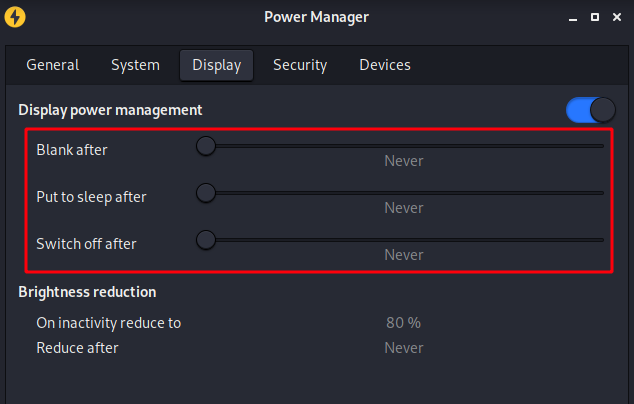 Power Manager
General System Display Security Devices
Display power management
Blank after
Never
Put to sleep after
Never
Switch off after
Never
Brightness reduction
On inactivity reduce to 80 %
Reduce after Never